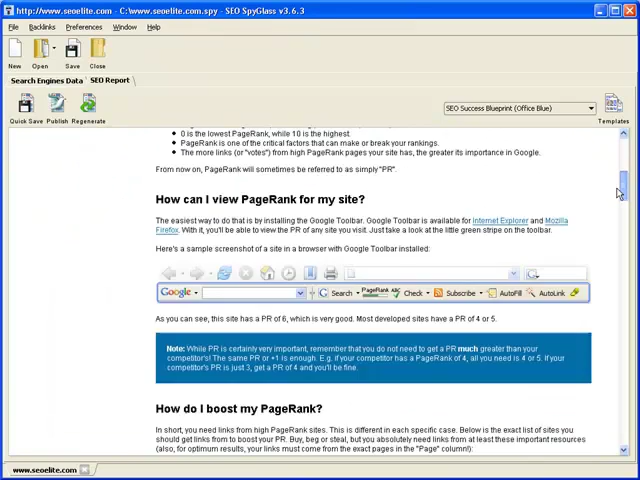 http://www.seoelite.com - C:\www.seoelite.com.spy - SEO SpyGlass v3.6.3
File Backlinks Preferences Window Help
New Open Save Close
Search Engines Data SEO Report
Quick Save Publish Regenerate
SEO Success Blueprint (Office Blue)
Templates
0 is the lowest PageRank, while 10 is the highest.
PageRank is one of the critical factors that can make or break your rankings.
The more links (or "votes") from high PageRank pages your site has, the greater its importance in Google.
From now on, PageRank will sometimes be referred to as simply "PR".
How can I view PageRank for my site?
The easiest way to do that is by installing the Google Toolbar. Google Toolbar is available for Internet Explorer and Mozilla
Firefox. With it, you'll be able to view the PR of any site you visit. Just take a look at the little green stripe on the toolbar.
Here's a sample screenshot of a site in a browser with Google Toolbar installed:
Google Search PageRank ABC Check Subscribe AutoFill AutoLink
As you can see, this site has a PR of 6, which is very good. Most developed sites have a PR of 4 or 5.
Note: While PR is certainly very important, remember that you do not need to get a PR much greater than your
competitor's! The same PR or +1 is enough. E.g. if your competitor has a PageRank of 4, all you need is 4 or 5. If your
competitor's PR is just 3, get a PR of 4 and you'll be fine.
How do I boost my PageRank?
In short, you need links from high PageRank sites. This is different in each specific case. Below is the exact list of sites you
should get links from to boost your PR. Buy, beg or steal, but you absolutely need links from at least these important resources
(also, for optimum results, your links must come from the exact pages in the "Page" column!):
www.seoelite.com